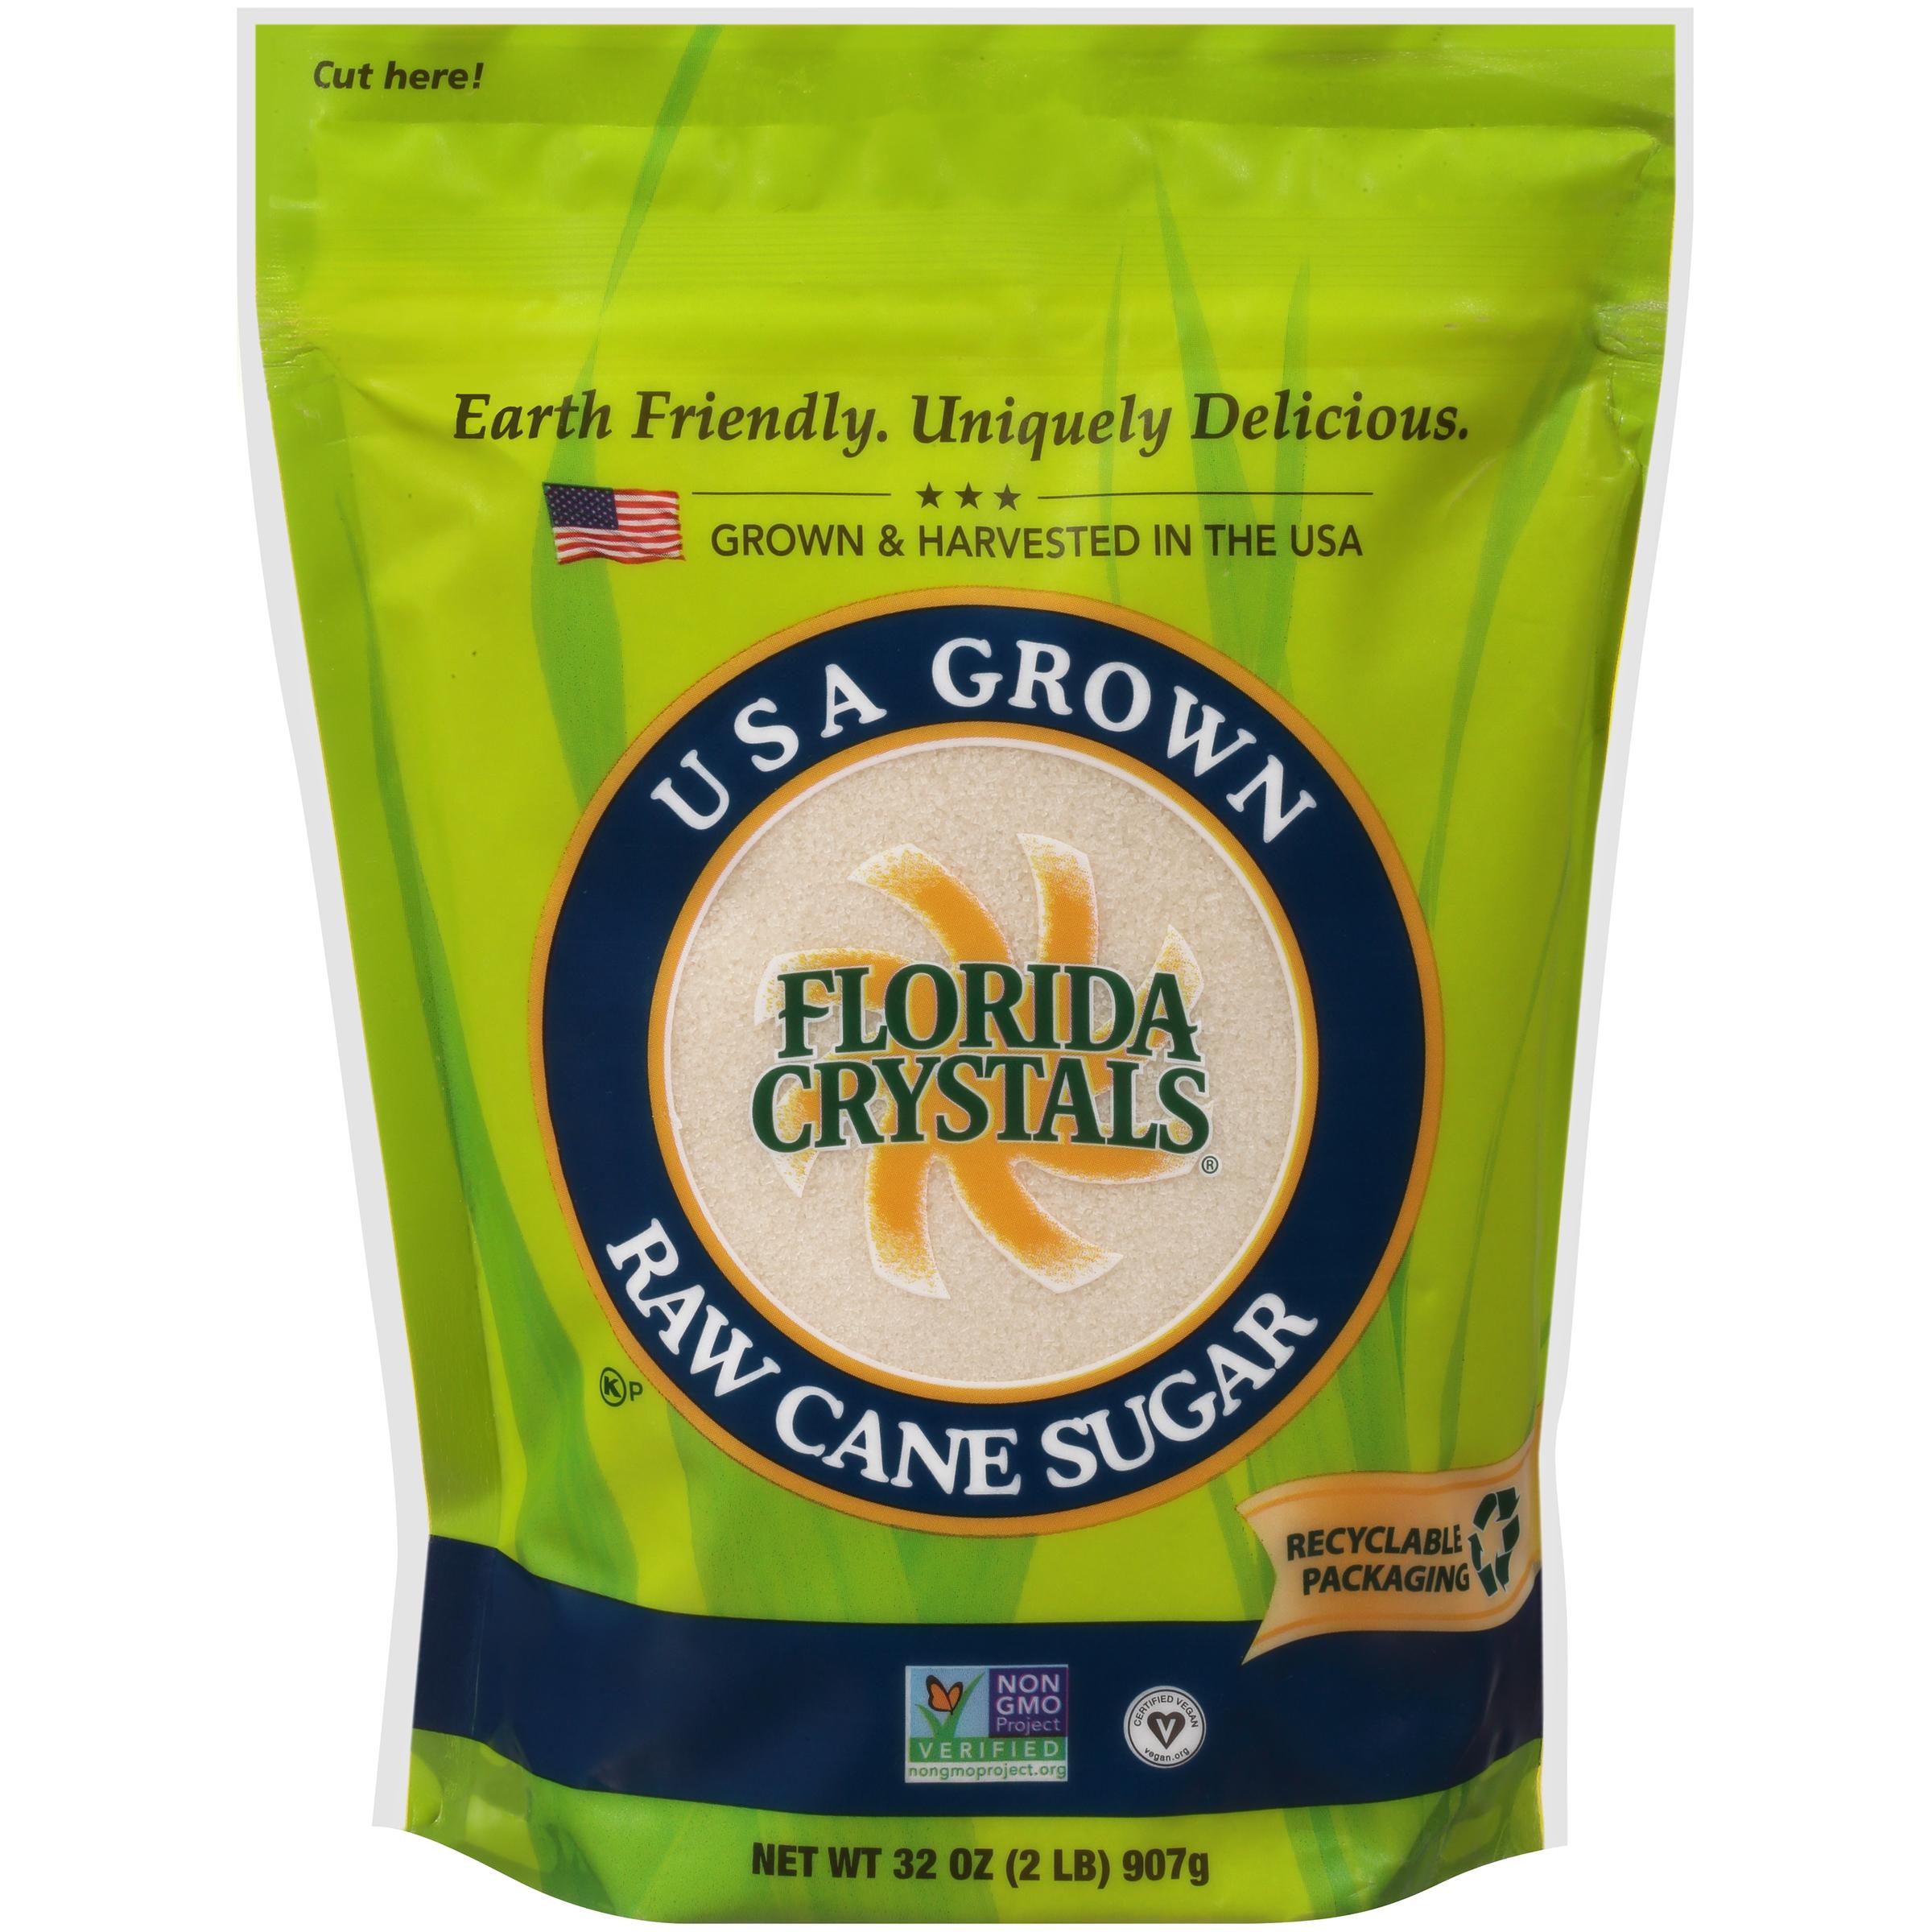 Cut here!
Earth Friendly. Uniquely Delicious.
GROWN & HARVESTED IN THE USA
USA GROWN
FLORIDA
CRYSTALS®
RAW CANE SUGAR
K P
RECYCLABLE
PACKAGING
NON
GMO
Project
VERIFIED
nongmoproject.org
CERTIFIED VEGAN
V
vegan.org
NET WT 32 OZ (2 LB) 907g